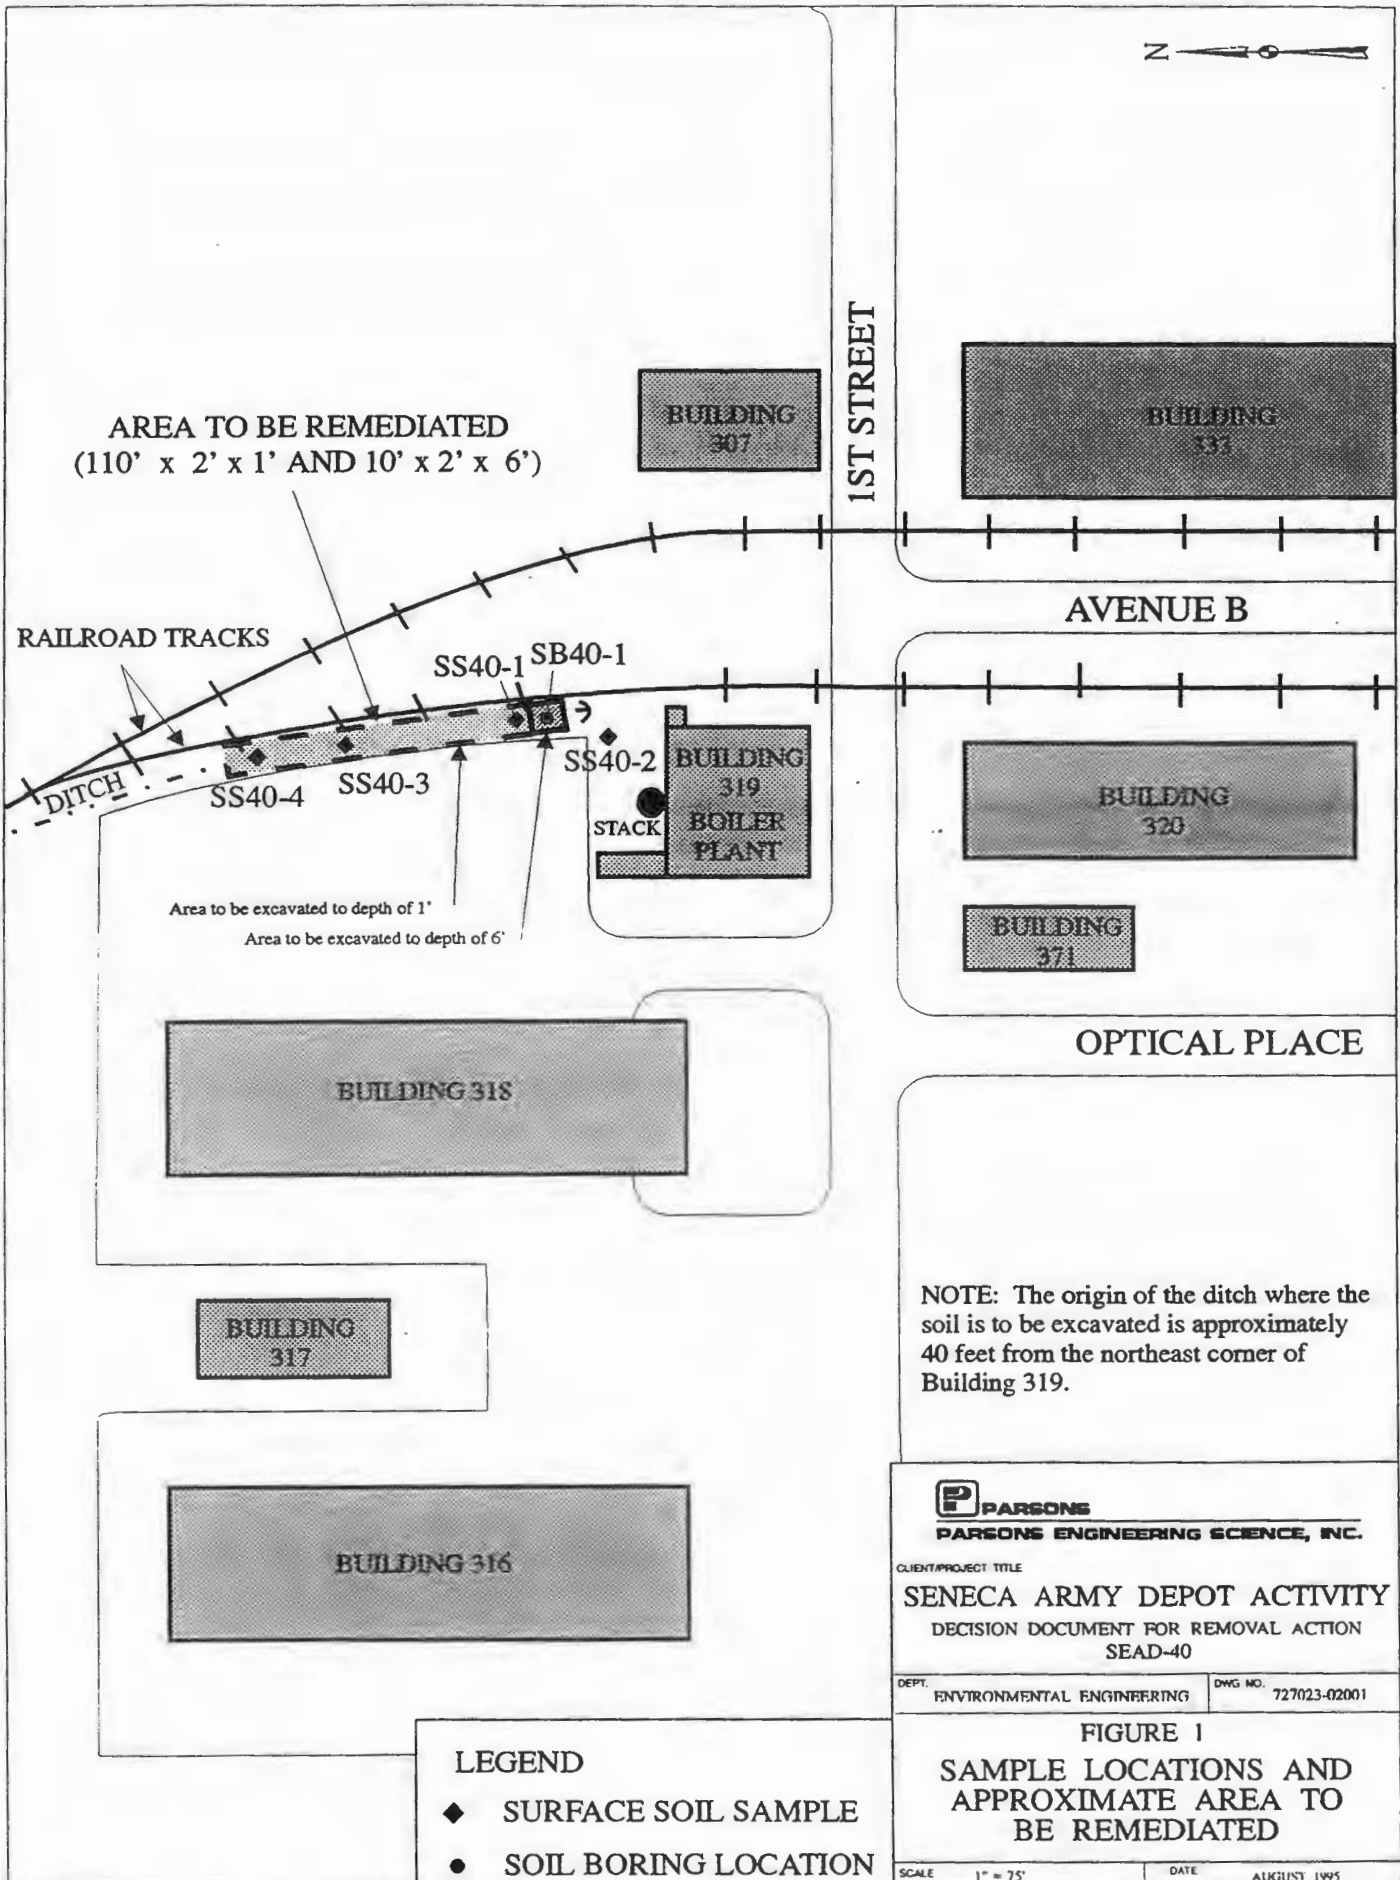 N
1ST STREET
BUILDING
307
BUILDING
333
AREA TO BE REMEDIATED
(110' x 2' x 1' AND 10' x 2' x 6')
AVENUE B
RAILROAD TRACKS
SS40-1
SB40-1
DITCH
SS40-4
SS40-3
SS40-2
STACK
BUILDING
319
BOILER
PLANT
BUILDING
320
Area to be excavated to depth of 1'
Area to be excavated to depth of 6'
BUILDING
371
OPTICAL PLACE
BUILDING 318
BUILDING
317
NOTE: The origin of the ditch where the
soil is to be excavated is approximately
40 feet from the northeast corner of
Building 319.
BUILDING 316
PARSONS
PARSONS ENGINEERING SCIENCE, INC.
CLIENT/PROJECT TITLE
SENECA ARMY DEPOT ACTIVITY
DECISION DOCUMENT FOR REMOVAL ACTION
SEAD-40
DEPT. ENVIRONMENTAL ENGINEERING
DWG NO. 727023-02001
FIGURE 1
SAMPLE LOCATIONS AND
APPROXIMATE AREA TO
BE REMEDIATED
SCALE 1" = 75'
DATE AUGUST 1995
LEGEND
SURFACE SOIL SAMPLE
SOIL BORING LOCATION